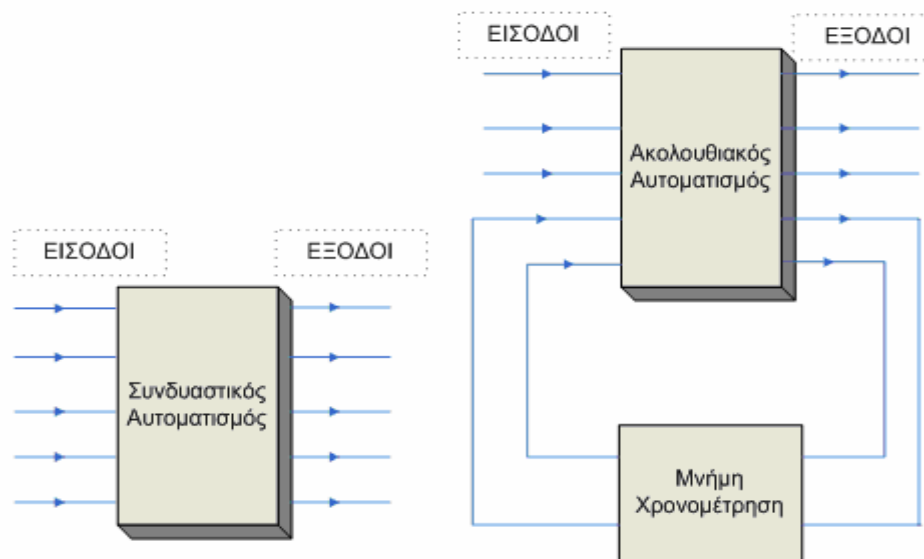 ΕΙΣΟΔΟΙ
ΕΞΟΔΟΙ
Συνδυαστικός
Αυτοματισμός
ΕΙΣΟΔΟΙ
ΕΞΟΔΟΙ
Ακολουθιακός
Αυτοματισμός
Μνήμη
Χρονομέτρηση